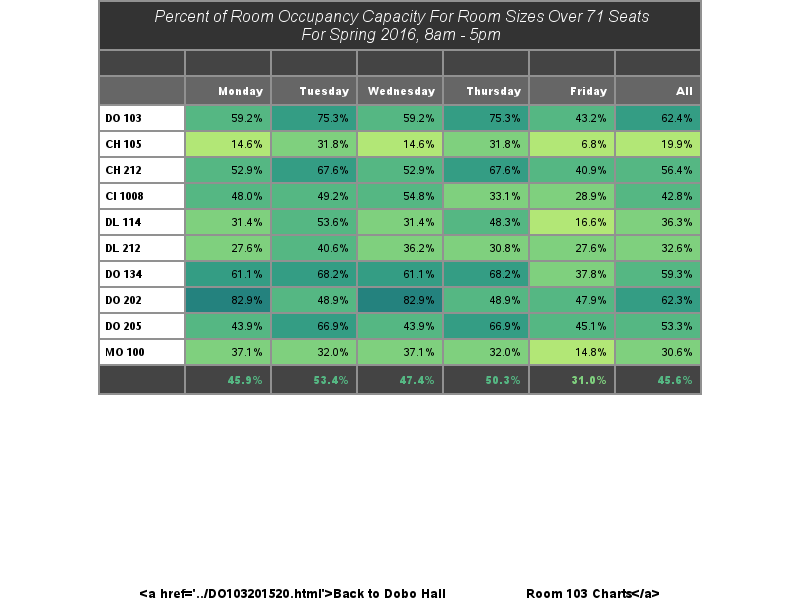 Percent of Room Occupancy Capacity For Room Sizes Over 71 Seats
For Spring 2016, 8am - 5pm
Monday Tuesday Wednesday Thursday Friday All
DO 103 59.2% 75.3% 59.2% 75.3% 43.2% 62.4%
CH 105 14.6% 31.8% 14.6% 31.8% 6.8% 19.9%
CH 212 52.9% 67.6% 52.9% 67.6% 40.9% 56.4%
CI 1008 48.0% 49.2% 54.8% 33.1% 28.9% 42.8%
DL 114 31.4% 53.6% 31.4% 48.3% 16.6% 36.3%
DL 212 27.6% 40.6% 36.2% 30.8% 27.6% 32.6%
DO 134 61.1% 68.2% 61.1% 68.2% 37.8% 59.3%
DO 202 82.9% 48.9% 82.9% 48.9% 47.9% 62.3%
DO 205 43.9% 66.9% 43.9% 66.9% 45.1% 53.3%
MO 100 37.1% 32.0% 37.1% 32.0% 14.8% 30.6%
45.9% 53.4% 47.4% 50.3% 31.0% 45.6%
<a href='../DO103201520.html'>Back to Dobo Hall Room 103 Charts</a>